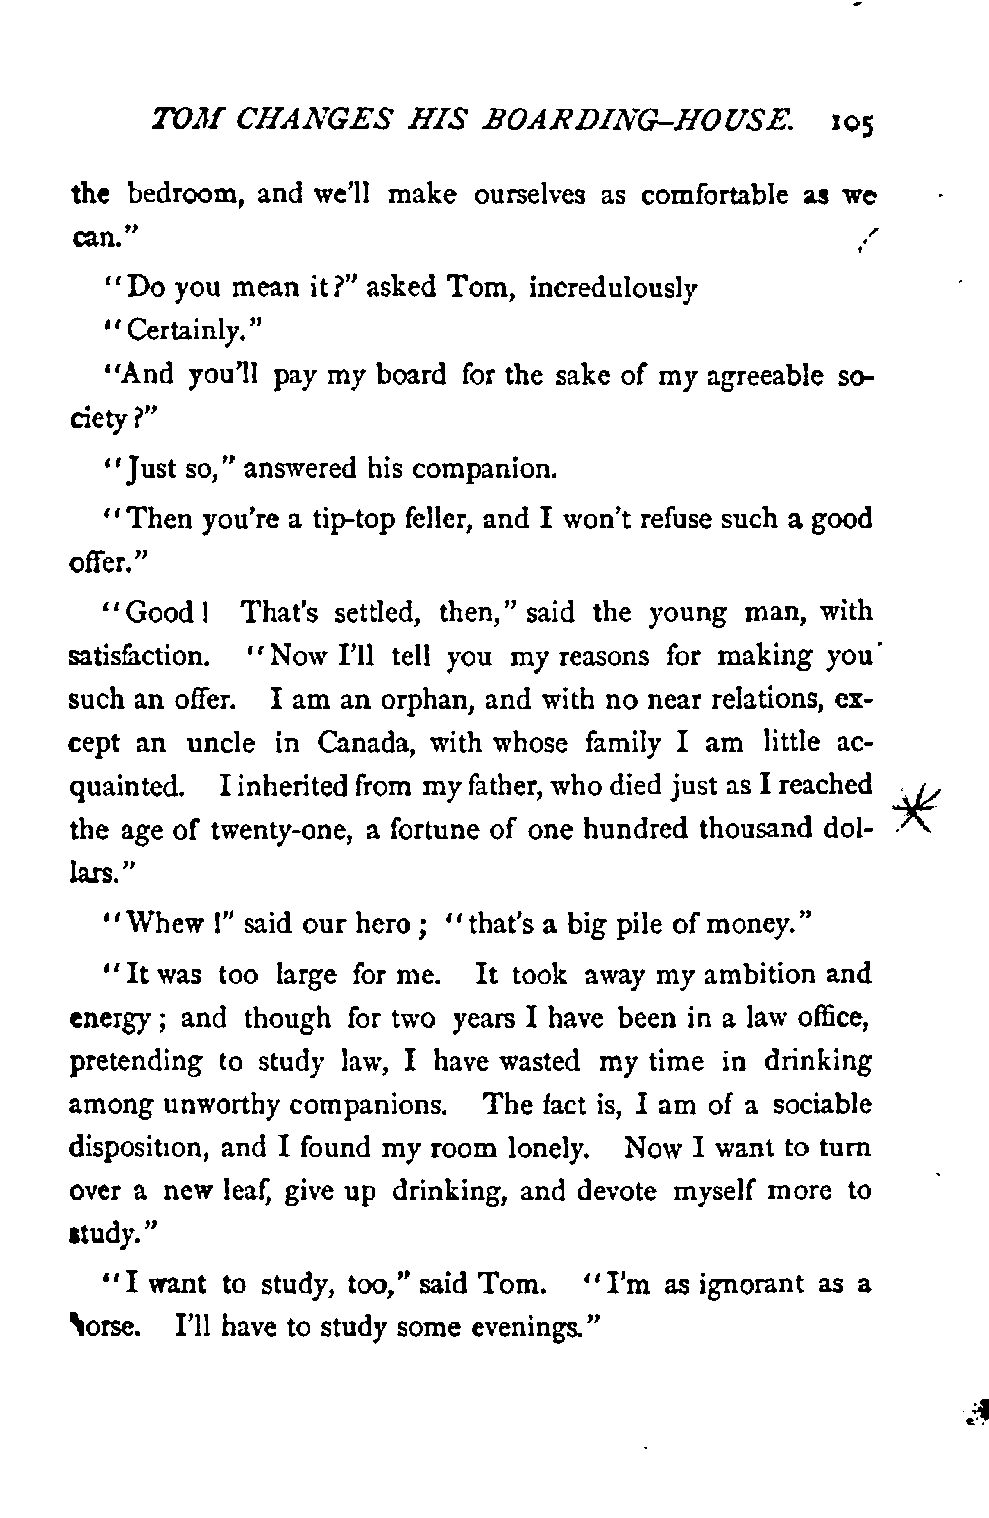 TOM CHANGES HIS BOARDING-HOUSE. 105
the bedroom, and we'll make ourselves as comfortable as we
can."
"Do you mean it?" asked Tom, incredulously
"Certainly."
"And you'll pay my board for the sake of my agreeable so-
ciety?"
"Just so," answered his companion.
"Then you're a tip-top feller, and I won't refuse such a good
offer."
"Good! That's settled, then," said the young man, with
satisfaction. "Now I'll tell you my reasons for making you
such an offer. I am an orphan, and with no near relations, ex-
cept an uncle in Canada, with whose family I am little ac-
quainted. I inherited from my father, who died just as I reached
the age of twenty-one, a fortune of one hundred thousand dol-
lars."
"Whew!" said our hero; "that's a big pile of money."
"It was too large for me. It took away my ambition and
energy; and though for two years I have been in a law office,
pretending to study law, I have wasted my time in drinking
among unworthy companions. The fact is, I am of a sociable
disposition, and I found my room lonely. Now I want to turn
over a new leaf, give up drinking, and devote myself more to
study."
"I want to study, too," said Tom. "I'm as ignorant as a
horse. I'll have to study some evenings."